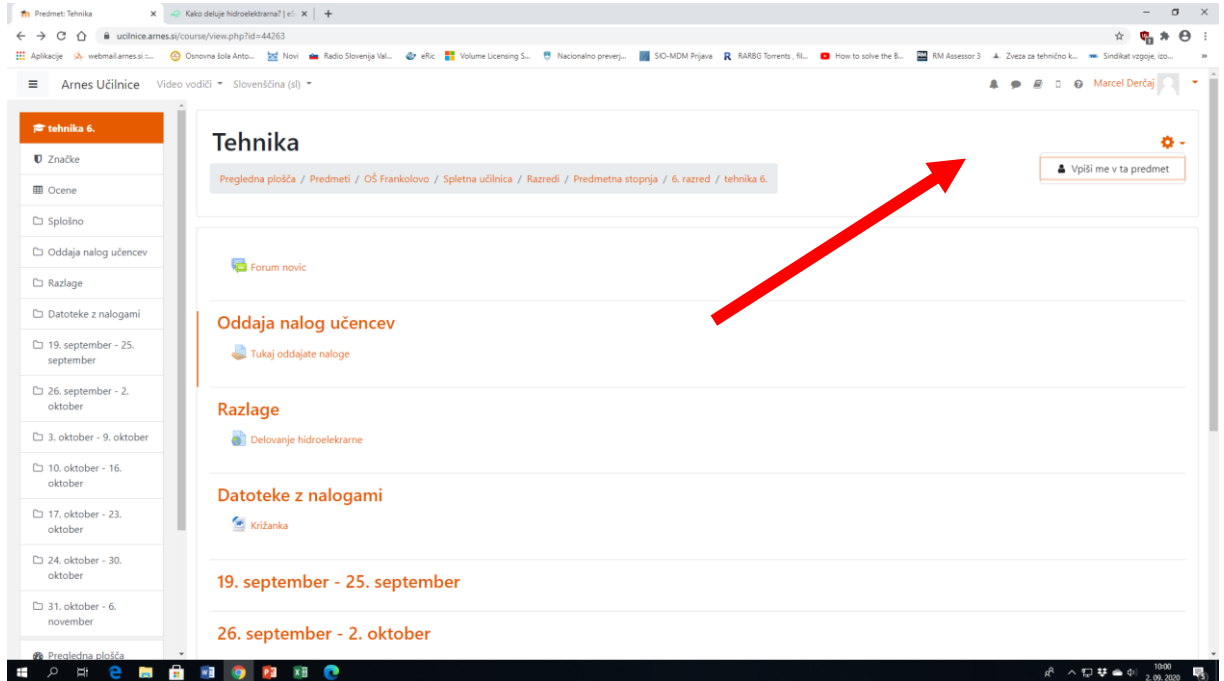 Predmet: Tehnika
Kako deluje hidroelektrarna? | eS
ucilnice.arnes.si/course/view.php?id=44263
Aplikacije
webmail.arnes.si ::...
Osnovna šola Anto...
Novi
Radio Slovenija Val...
eRic
Volume Licensing S...
Nacionalno preverj...
SIO-MDM Prijava
RARBG Torrents , fil...
How to solve the B...
RM Assessor 3
Zveza za tehnično k...
Sindikat vzgoje, izo...
Arnes Učilnice
Video vodiči
Slovenščina (sl)
Marcel Derčaj
tehnika 6.
Značke
Ocene
Splošno
Oddaja nalog učencev
Razlage
Datoteke z nalogami
19. september - 25.
september
26. september - 2.
oktober
3. oktober - 9. oktober
10. oktober - 16.
oktober
17. oktober - 23.
oktober
24. oktober - 30.
oktober
31. oktober - 6.
november
Pregledna plošča
Tehnika
Pregledna plošča / Predmeti / OŠ Frankolovo / Spletna učilnica / Razredi / Predmetna stopnja / 6. razred / tehnika 6.
Vpiši me v ta predmet
Forum novic
Oddaja nalog učencev
Tukaj oddajate naloge
Razlage
Delovanje hidroelekrarne
Datoteke z nalogami
Križanka
19. september - 25. september
26. september - 2. oktober
10:00
2. 09. 2020